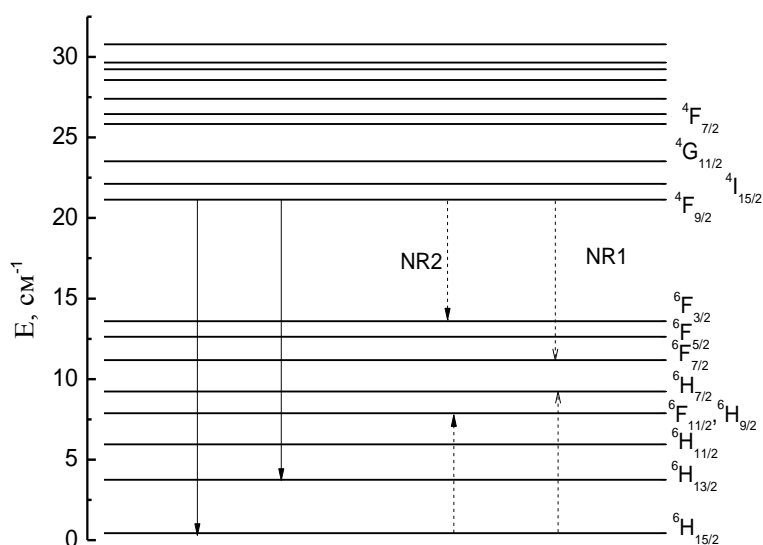 30
25
20
15
10
5
0
E, см⁻¹
⁴F₇/₂
⁴G₁₁/₂
⁴I₁₅/₂
⁴F₉/₂
NR2
NR1
⁶F₃/₂
⁶F₅/₂
⁶F₇/₂
⁶H₇/₂
⁶F₁₁/₂,⁶H₉/₂
⁶H₁₁/₂
⁶H₁₃/₂
⁶H₁₅/₂